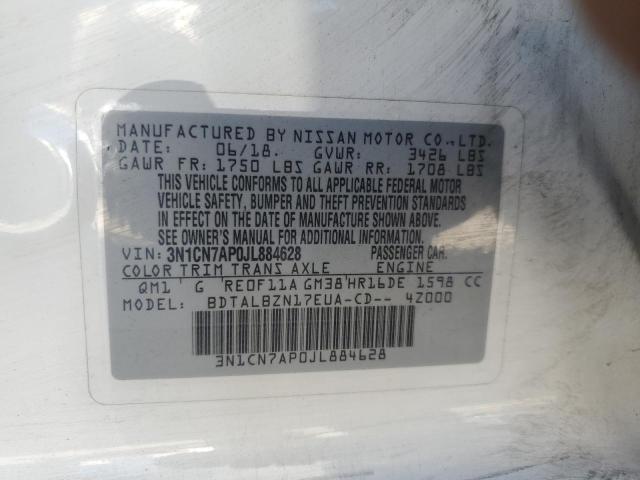 MANUFACTURED BY NISSAN MOTOR CO., LTD.
DATE: 06/18. GVWR: 3426 LBS
GAWR FR: 1750 LBS GAWR RR: 1708 LBS
THIS VEHICLE CONFORMS TO ALL APPLICABLE FEDERAL MOTOR
VEHICLE SAFETY, BUMPER AND THEFT PREVENTION STANDARDS
IN EFFECT ON THE DATE OF MANUFACTURE SHOWN ABOVE.
SEE OWNER'S MANUAL FOR ADDITIONAL INFORMATION.
VIN: 3N1CN7AP0JL884628 PASSENGER CAR.
COLOR TRIM TRANS AXLE ENGINE
QM1 ' G 'RE0F11A GM38'HR16DE 1598 CC
MODEL: BDTALBZN17EUA-CD-- 4Z000
3N1CN7AP0JL884628